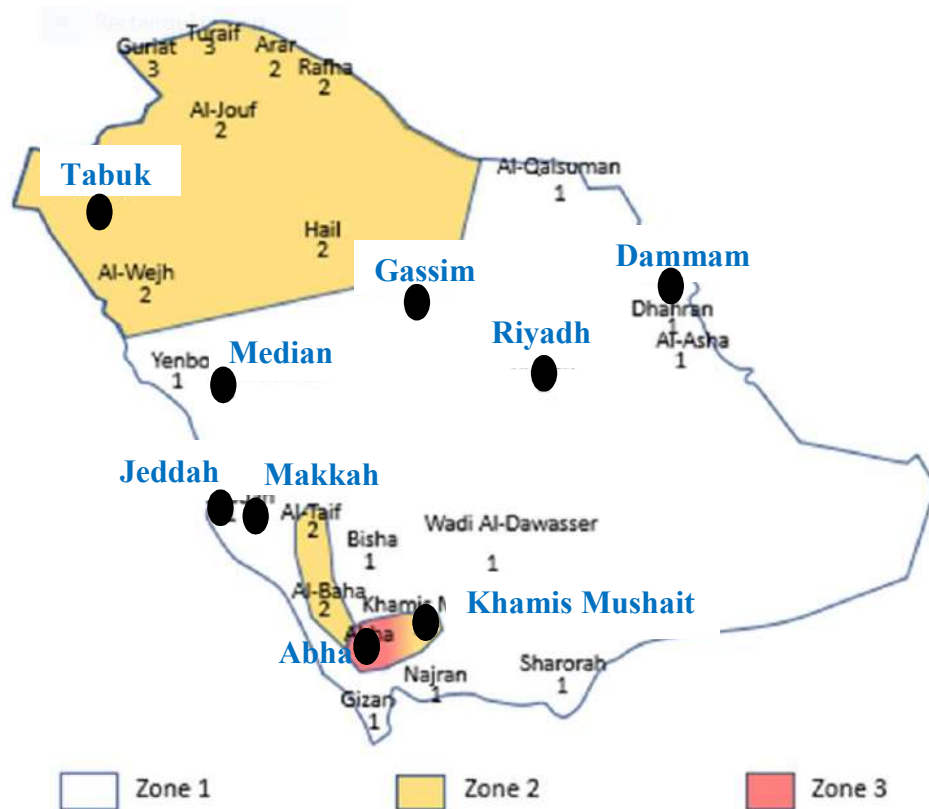 Guriat
3
Turaif
3
Arar
2
Rafha
2
Al-Jouf
2
Tabuk
Al-Qaisuman
1
Hail
2
Al-Wejh
2
Gassim
Dammam
Dhahran
1
Al-Asha
1
Riyadh
Yenbo
1
Median
Jeddah
Makkah
Al-Taif
2
Bisha
1
Wadi Al-Dawasser
1
Al-Baha
2
Khamis M
Khamis Mushait
Abha
Abha
Najran
1
Sharorah
1
Gizan
1
Zone 1
Zone 2
Zone 3